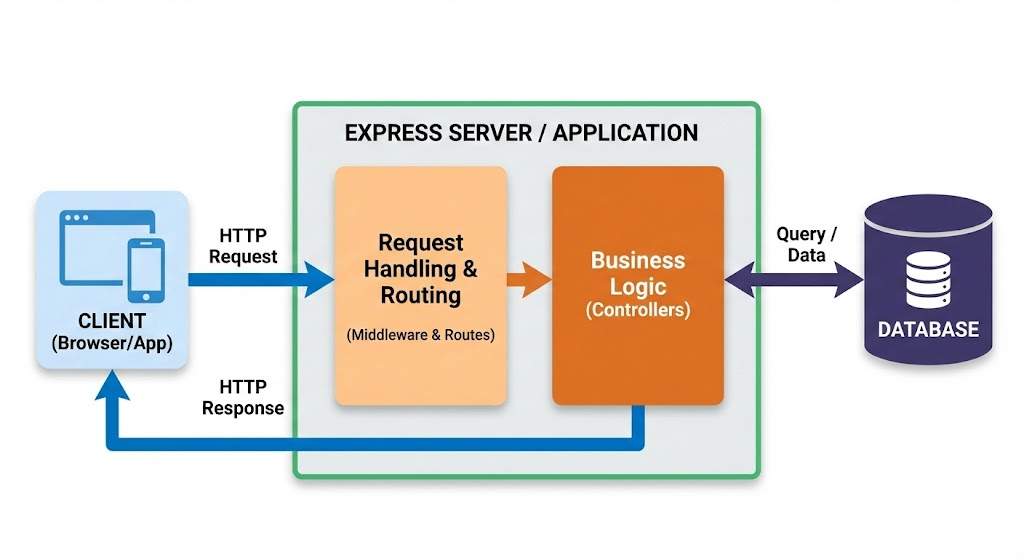 EXPRESS SERVER / APPLICATION
HTTP
Request
CLIENT
(Browser/App)
Request
Handling &
Routing
(Middleware & Routes)
Business
Logic
(Controllers)
Query /
Data
DATABASE
HTTP
Response